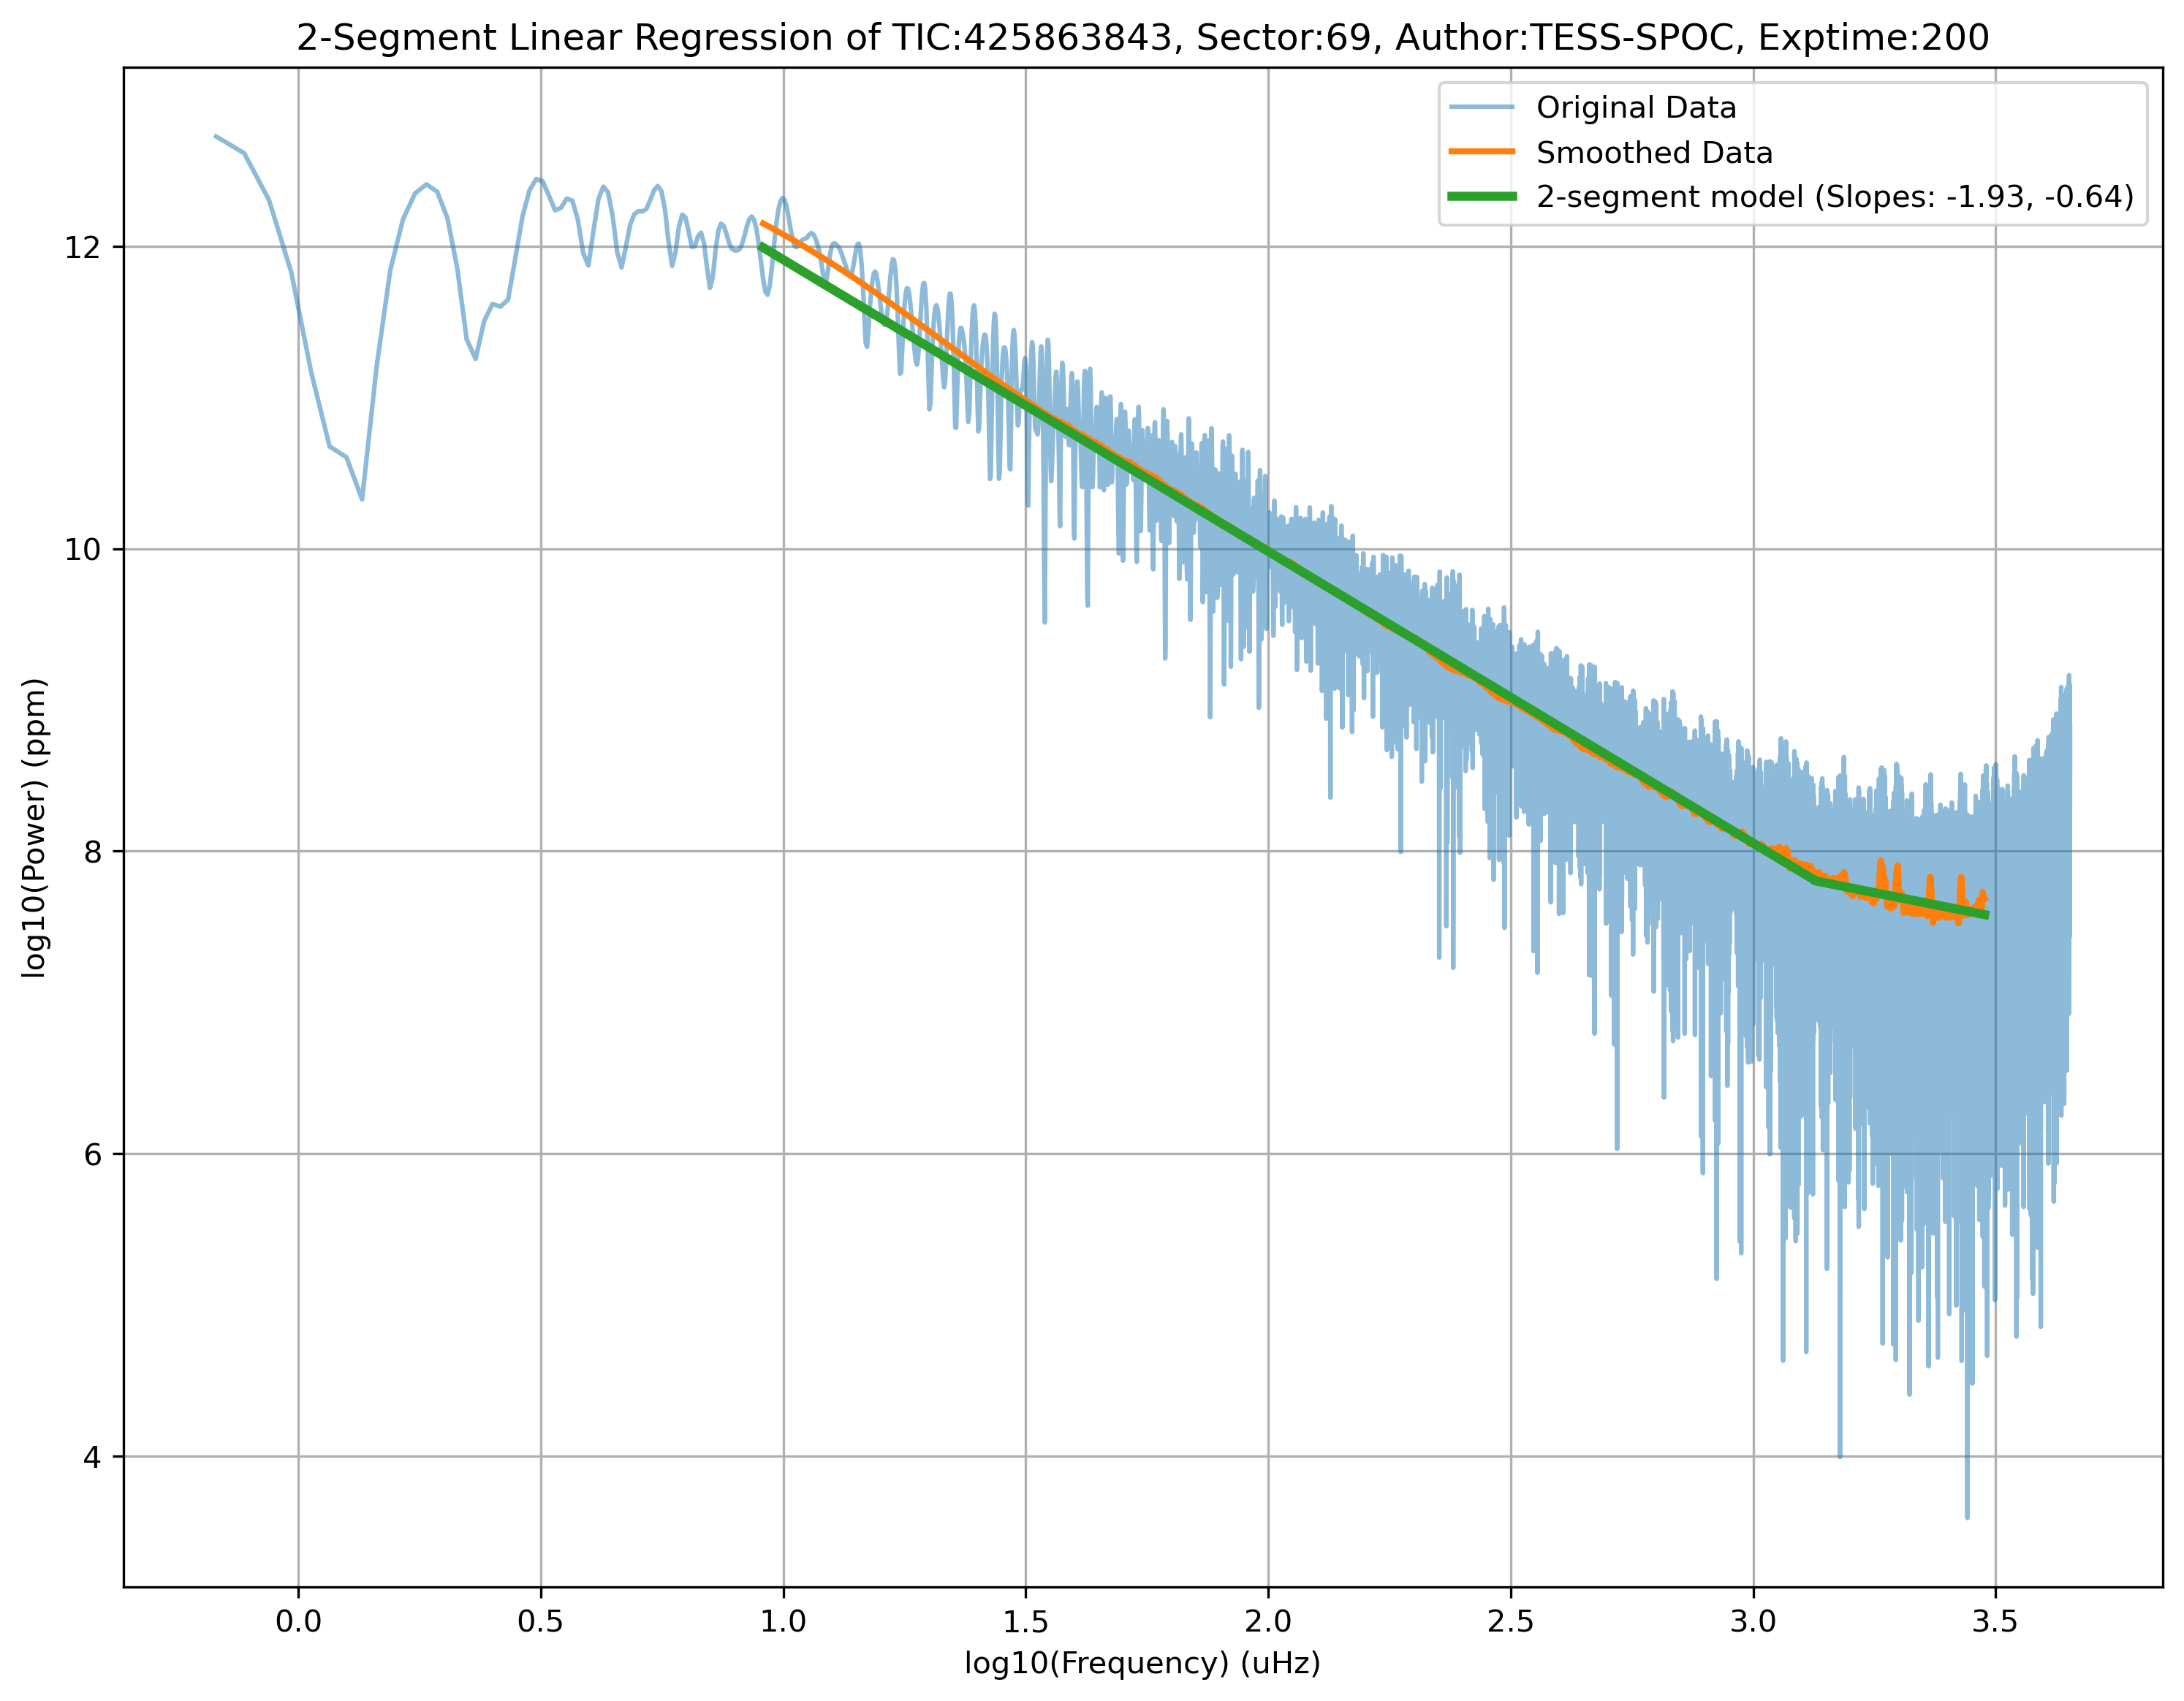 2-Segment Linear Regression of TIC:425863843, Sector:69, Author:TESS-SPOC, Exptime:200
Original Data
Smoothed Data
2-segment model (Slopes: -1.93, -0.64)
log10(Power) (ppm)
12
10
8
6
4
0.0 0.5 1.0 1.5 2.0 2.5 3.0 3.5
log10(Frequency) (uHz)